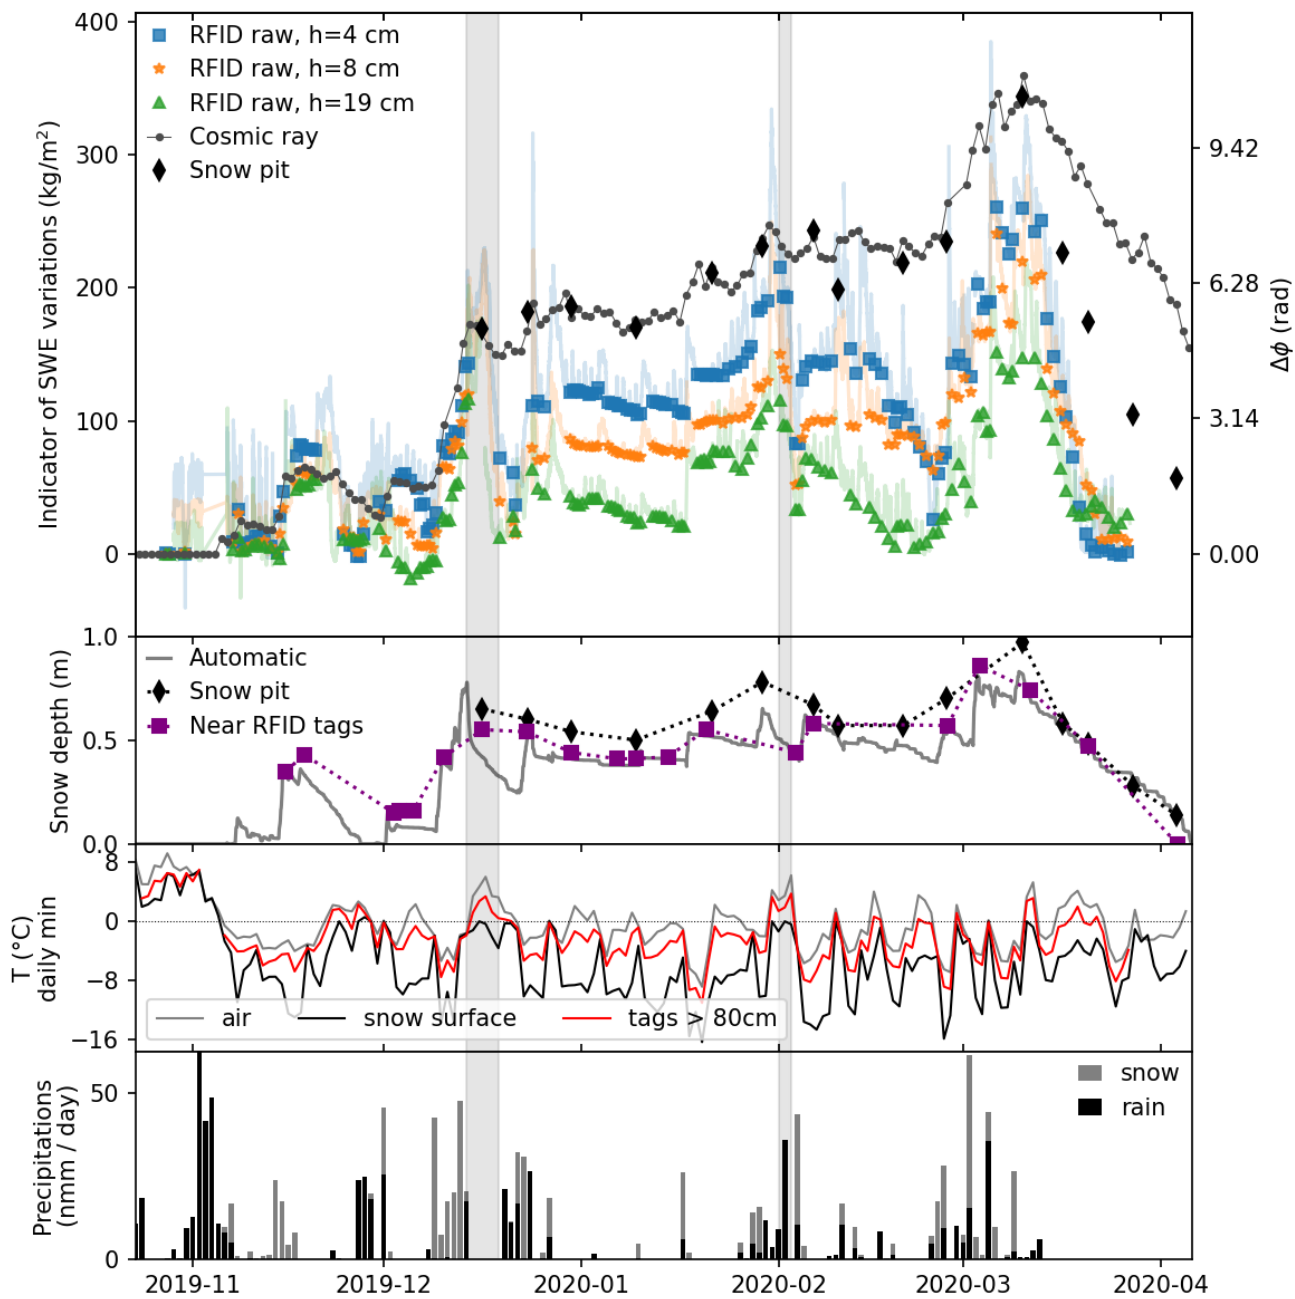 400
300
200
100
0
Indicator of SWE variations (kg/m²)
RFID raw, h=4 cm
RFID raw, h=8 cm
RFID raw, h=19 cm
Cosmic ray
Snow pit
9.42
6.28
3.14
0.00
Δϕ (rad)
1.0
0.5
0.0
Snow depth (m)
Automatic
Snow pit
Near RFID tags
8
0
−8
−16
T (°C)
daily min
air
snow surface
tags > 80cm
50
0
Precipitations
(nmm / day)
snow
rain
2019-11
2019-12
2020-01
2020-02
2020-03
2020-04